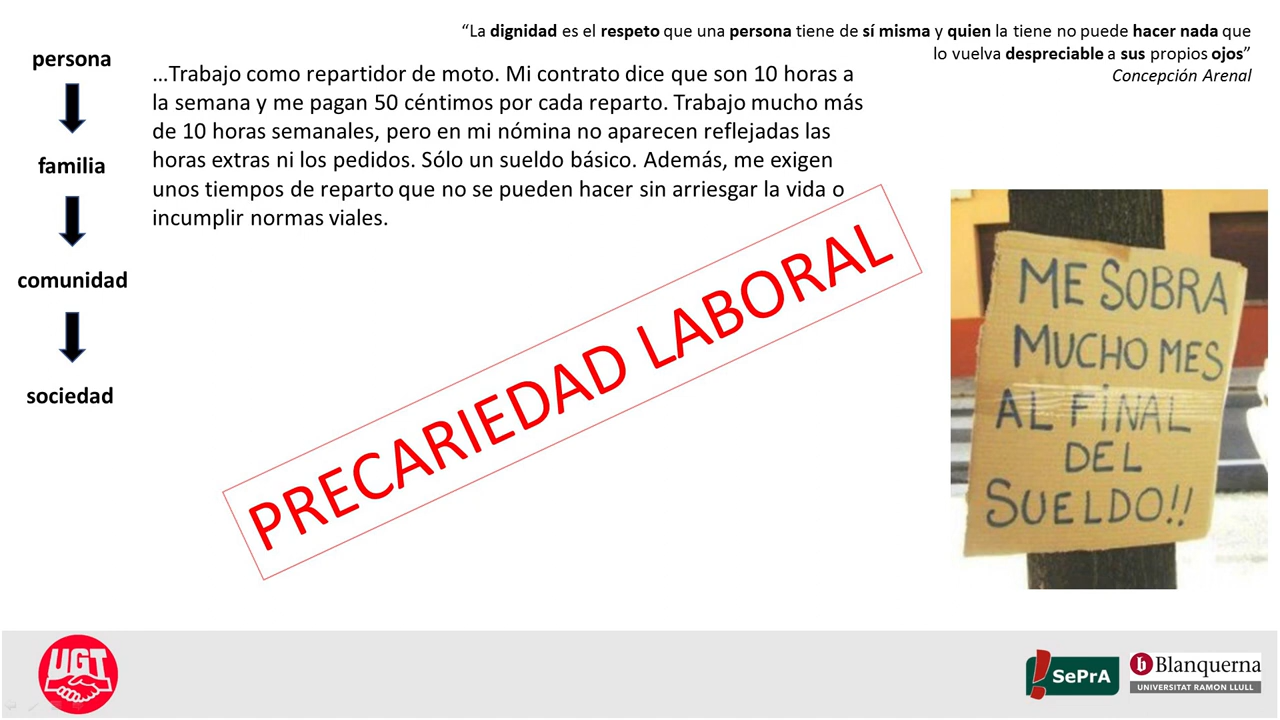 “La dignidad es el respeto que una persona tiene de sí misma y quien la tiene no puede hacer nada que
lo vuelva despreciable a sus propios ojos”
Concepción Arenal
persona
familia
comunidad
sociedad
…Trabajo como repartidor de moto. Mi contrato dice que son 10 horas a
la semana y me pagan 50 céntimos por cada reparto. Trabajo mucho más
de 10 horas semanales, pero en mi nómina no aparecen reflejadas las
horas extras ni los pedidos. Sólo un sueldo básico. Además, me exigen
unos tiempos de reparto que no se pueden hacer sin arriesgar la vida o
incumplir normas viales.
PRECARIEDAD LABORAL
ME SOBRA
MUCHO MES
AL FINAL
DEL
SUELDO!!
UGT
SePrA
b Blanquerna
UNIVERSITAT RAMON LLULL